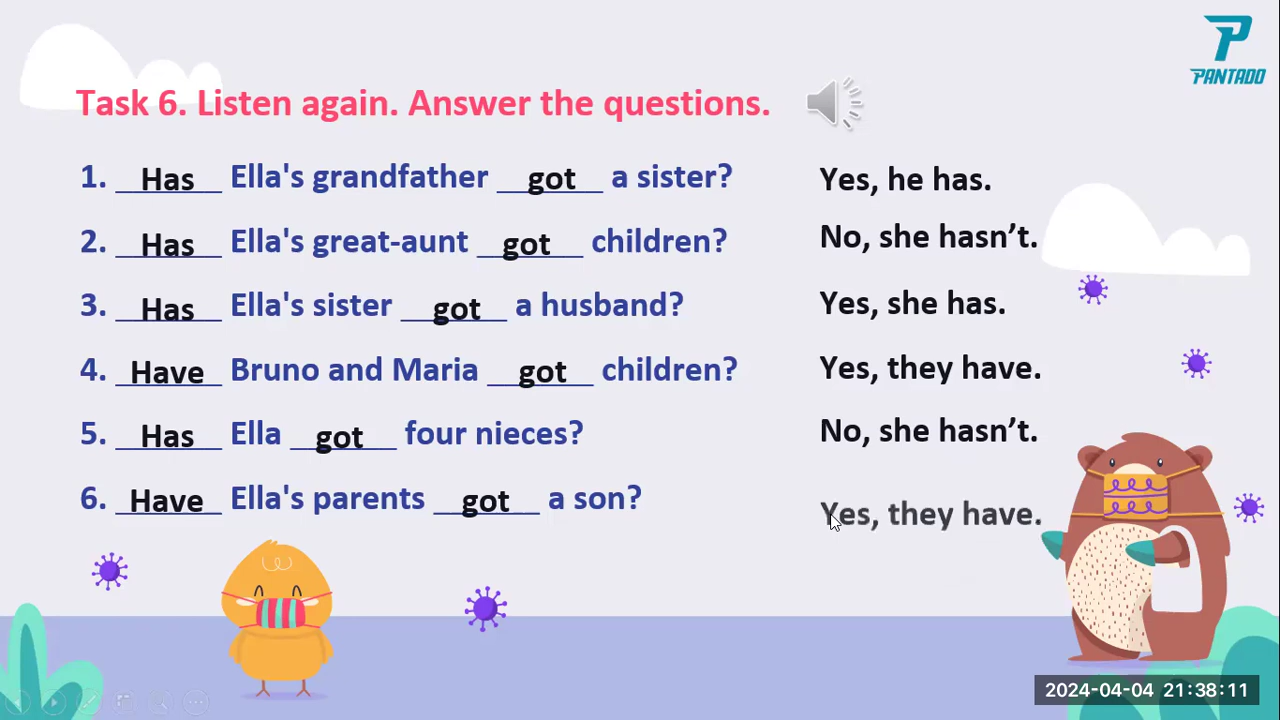 PANTADO
Task 6. Listen again. Answer the questions.
1. Has Ella's grandfather got a sister? Yes, he has.
2. Has Ella's great-aunt got children? No, she hasn’t.
3. Has Ella's sister got a husband? Yes, she has.
4. Have Bruno and Maria got children? Yes, they have.
5. Has Ella got four nieces? No, she hasn’t.
6. Have Ella's parents got a son? Yes, they have.
2024-04-04 21:38:11